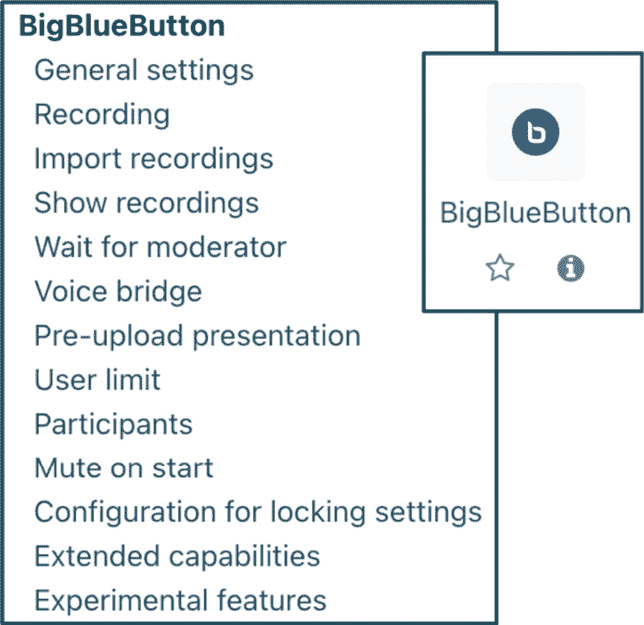 BigBlueButton
General settings
Recording
Import recordings
Show recordings
Wait for moderator
Voice bridge
Pre-upload presentation
User limit
Participants
Mute on start
Configuration for locking settings
Extended capabilities
Experimental features
b
BigBlueButton